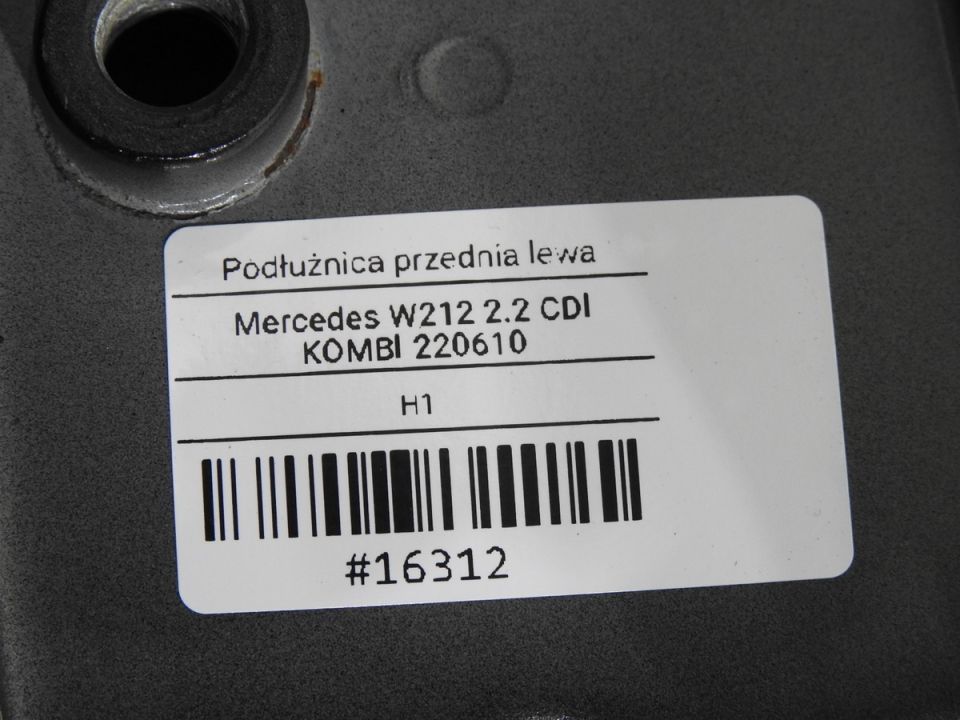 Podłużnica przednia lewa
Mercedes W212 2.2 CDI
KOMBI 220610
H1
#16312